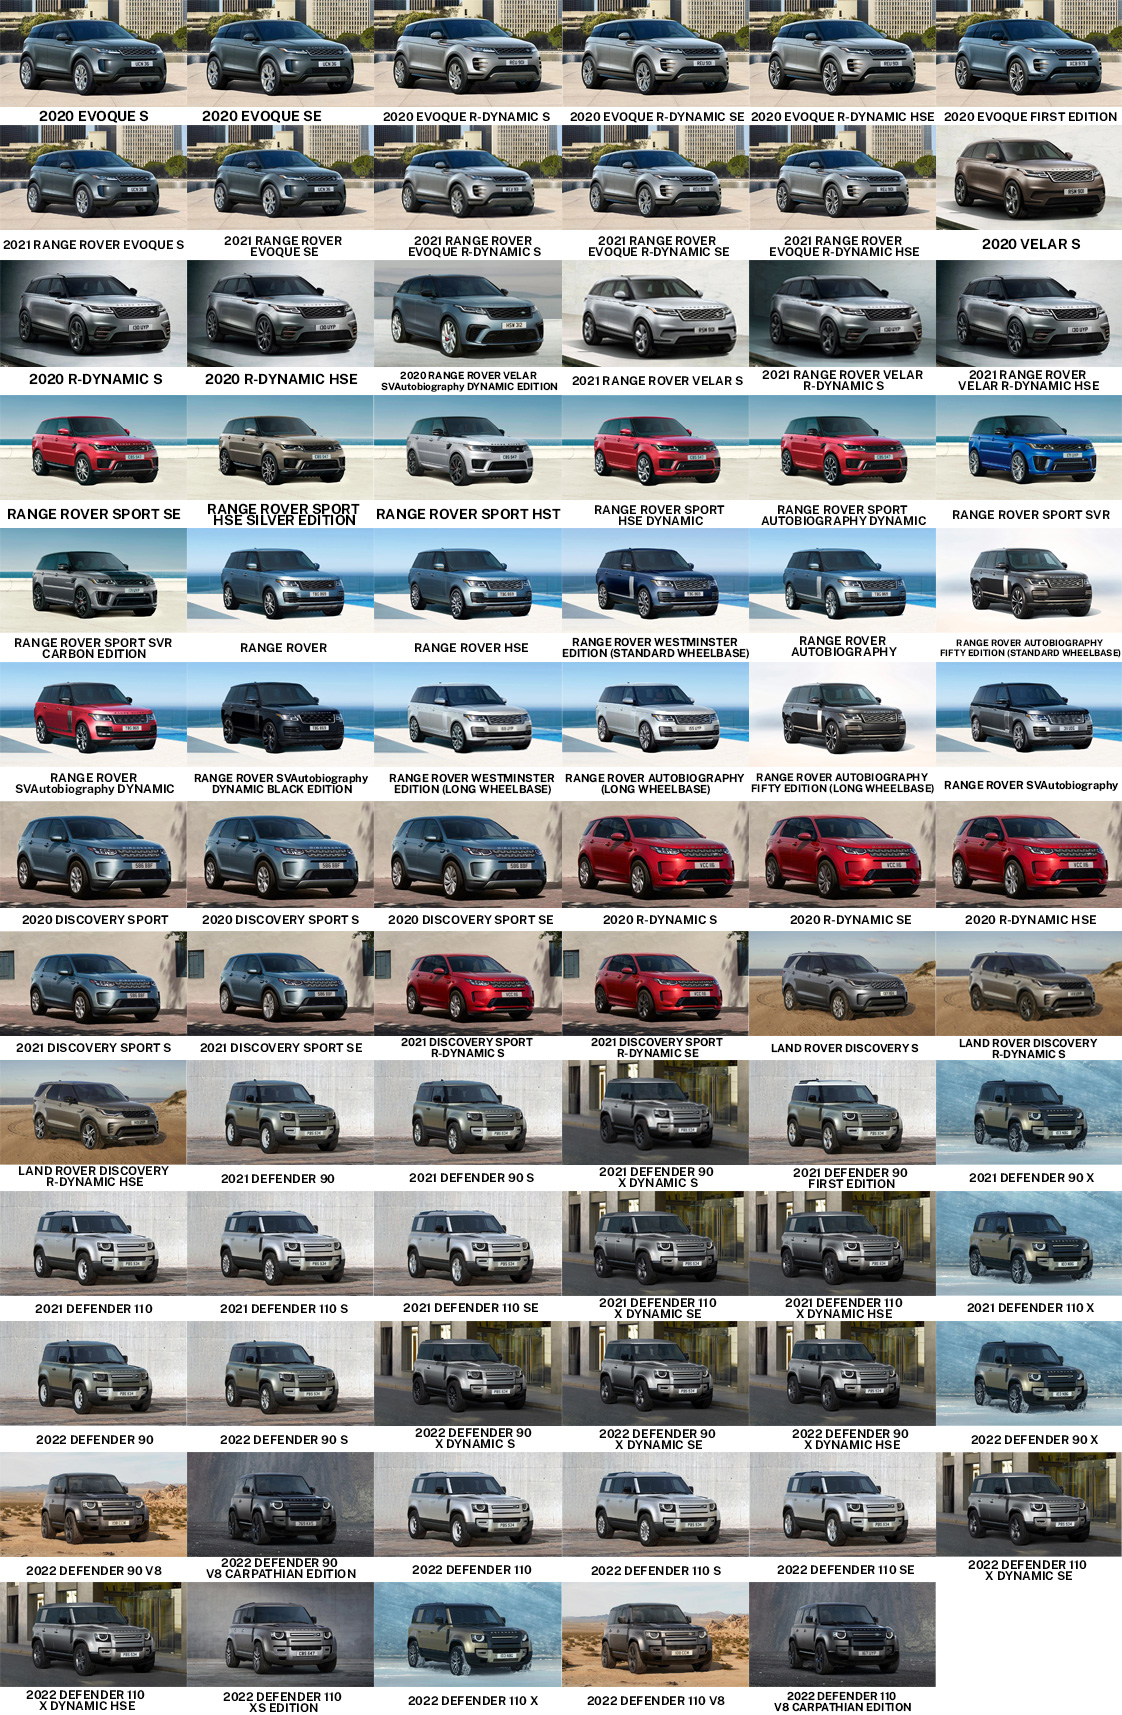 2020 EVOQUE S
2020 EVOQUE SE
2020 EVOQUE R-DYNAMIC S
2020 EVOQUE R-DYNAMIC SE
2020 EVOQUE R-DYNAMIC HSE
2020 EVOQUE FIRST EDITION
2021 RANGE ROVER EVOQUE S
2021 RANGE ROVER
EVOQUE SE
2021 RANGE ROVER
EVOQUE R-DYNAMIC S
2021 RANGE ROVER
EVOQUE R-DYNAMIC SE
2021 RANGE ROVER
EVOQUE R-DYNAMIC HSE
2020 VELAR S
2020 R-DYNAMIC S
2020 R-DYNAMIC HSE
2020 RANGE ROVER VELAR
SVAutobiography DYNAMIC EDITION
2021 RANGE ROVER VELAR S
2021 RANGE ROVER VELAR
R-DYNAMIC S
2021 RANGE ROVER
VELAR R-DYNAMIC HSE
RANGE ROVER SPORT SE
RANGE ROVER SPORT
HSE SILVER EDITION
RANGE ROVER SPORT HST
RANGE ROVER SPORT
HSE DYNAMIC
RANGE ROVER SPORT
AUTOBIOGRAPHY DYNAMIC
RANGE ROVER SPORT SVR
RANGE ROVER SPORT SVR
CARBON EDITION
RANGE ROVER
RANGE ROVER HSE
RANGE ROVER WESTMINSTER
EDITION (STANDARD WHEELBASE)
RANGE ROVER
AUTOBIOGRAPHY
RANGE ROVER AUTOBIOGRAPHY
FIFTY EDITION (STANDARD WHEELBASE)
RANGE ROVER
SVAutobiography DYNAMIC
RANGE ROVER SVAutobiography
DYNAMIC BLACK EDITION
RANGE ROVER WESTMINSTER
EDITION (LONG WHEELBASE)
RANGE ROVER AUTOBIOGRAPHY
(LONG WHEELBASE)
RANGE ROVER AUTOBIOGRAPHY
FIFTY EDITION (LONG WHEELBASE)
RANGE ROVER SVAutobiography
2020 DISCOVERY SPORT
2020 DISCOVERY SPORT S
2020 DISCOVERY SPORT SE
2020 R-DYNAMIC S
2020 R-DYNAMIC SE
2020 R-DYNAMIC HSE
2021 DISCOVERY SPORT S
2021 DISCOVERY SPORT SE
2021 DISCOVERY SPORT
R-DYNAMIC S
2021 DISCOVERY SPORT
R-DYNAMIC SE
LAND ROVER DISCOVERY S
LAND ROVER DISCOVERY
R-DYNAMIC S
LAND ROVER DISCOVERY
R-DYNAMIC HSE
2021 DEFENDER 90
2021 DEFENDER 90 S
2021 DEFENDER 90
X DYNAMIC S
2021 DEFENDER 90
FIRST EDITION
2021 DEFENDER 90 X
2021 DEFENDER 110
2021 DEFENDER 110 S
2021 DEFENDER 110 SE
2021 DEFENDER 110
X DYNAMIC SE
2021 DEFENDER 110
X DYNAMIC HSE
2021 DEFENDER 110 X
2022 DEFENDER 90
2022 DEFENDER 90 S
2022 DEFENDER 90
X DYNAMIC S
2022 DEFENDER 90
X DYNAMIC SE
2022 DEFENDER 90
X DYNAMIC HSE
2022 DEFENDER 90 X
2022 DEFENDER 90 V8
2022 DEFENDER 90
V8 CARPATHIAN EDITION
2022 DEFENDER 110
2022 DEFENDER 110 S
2022 DEFENDER 110 SE
2022 DEFENDER 110
X DYNAMIC SE
2022 DEFENDER 110
X DYNAMIC HSE
2022 DEFENDER 110
XS EDITION
2022 DEFENDER 110 X
2022 DEFENDER 110 V8
2022 DEFENDER 110
V8 CARPATHIAN EDITION